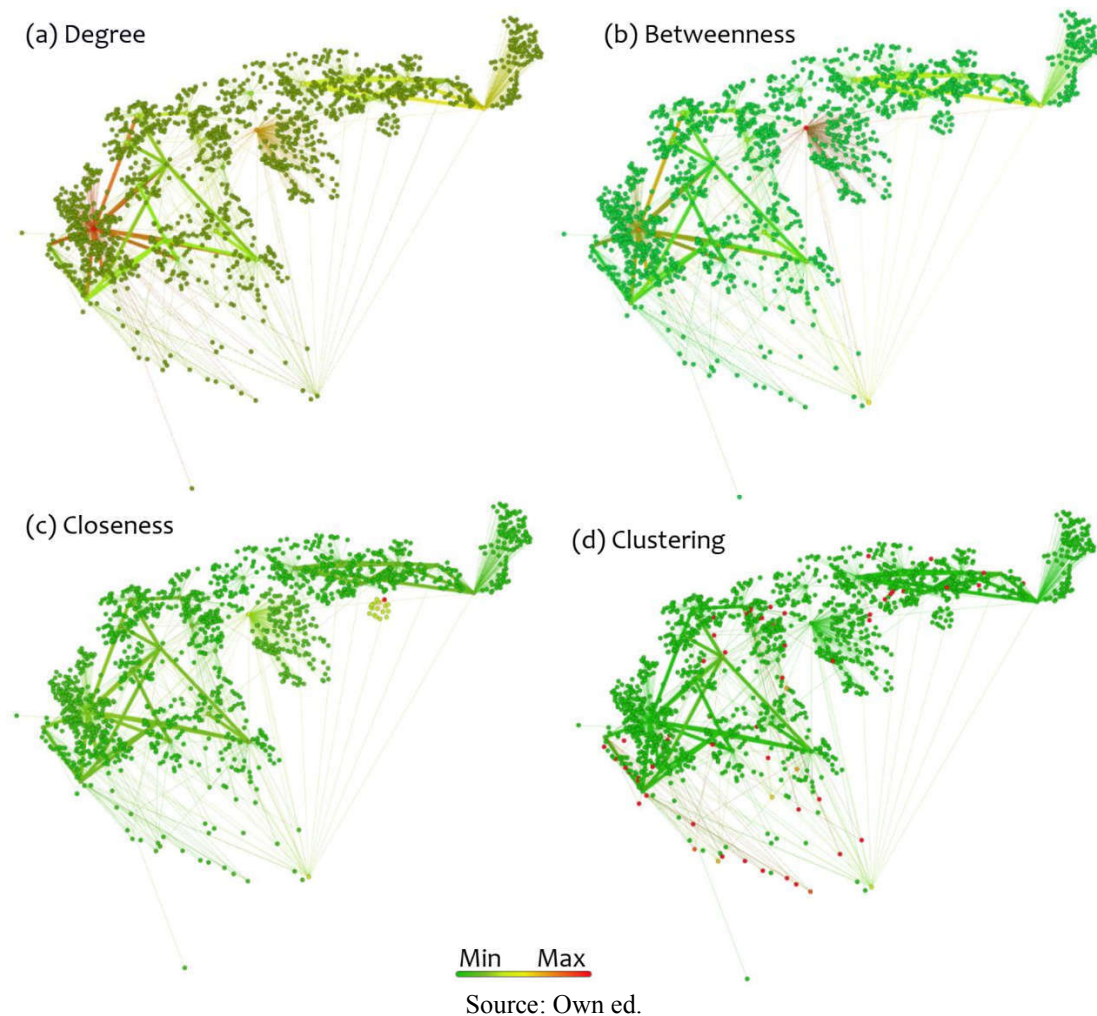 (a) Degree
(b) Betweenness
(c) Closeness
(d) Clustering
Min Max
Source: Own ed.